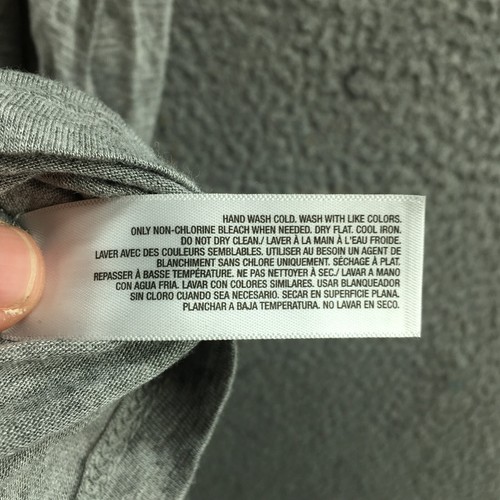 HAND WASH COLD. WASH WITH LIKE COLORS.
ONLY NON-CHLORINE BLEACH WHEN NEEDED. DRY FLAT. COOL IRON.
DO NOT DRY CLEAN./ LAVER À LA MAIN À L'EAU FROIDE.
LAVER AVEC DES COULEURS SEMBLABLES. UTILISER AU BESOIN UN AGENT DE
BLANCHIMENT SANS CHLORE UNIQUEMENT. SÉCHAGE À PLAT.
REPASSER À BASSE TEMPÉRATURE. NE PAS NETTOYER À SEC./ LAVAR A MANO
CON AGUA FRIA. LAVAR CON COLORES SIMILARES. USAR BLANQUEADOR
SIN CLORO CUANDO SEA NECESARIO. SECAR EN SUPERFICIE PLANA.
PLANCHAR A BAJA TEMPERATURA. NO LAVAR EN SECO.